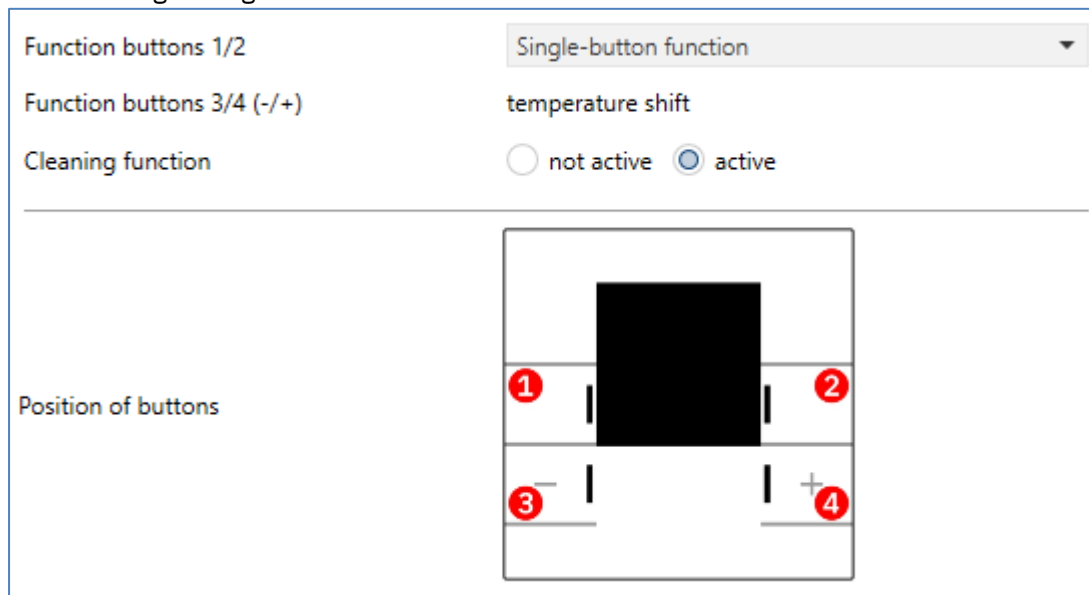 Function buttons 1/2 Single-button function
Function buttons 3/4 (-/+) temperature shift
Cleaning function not active active
1 2
Position of buttons
- +
3 4